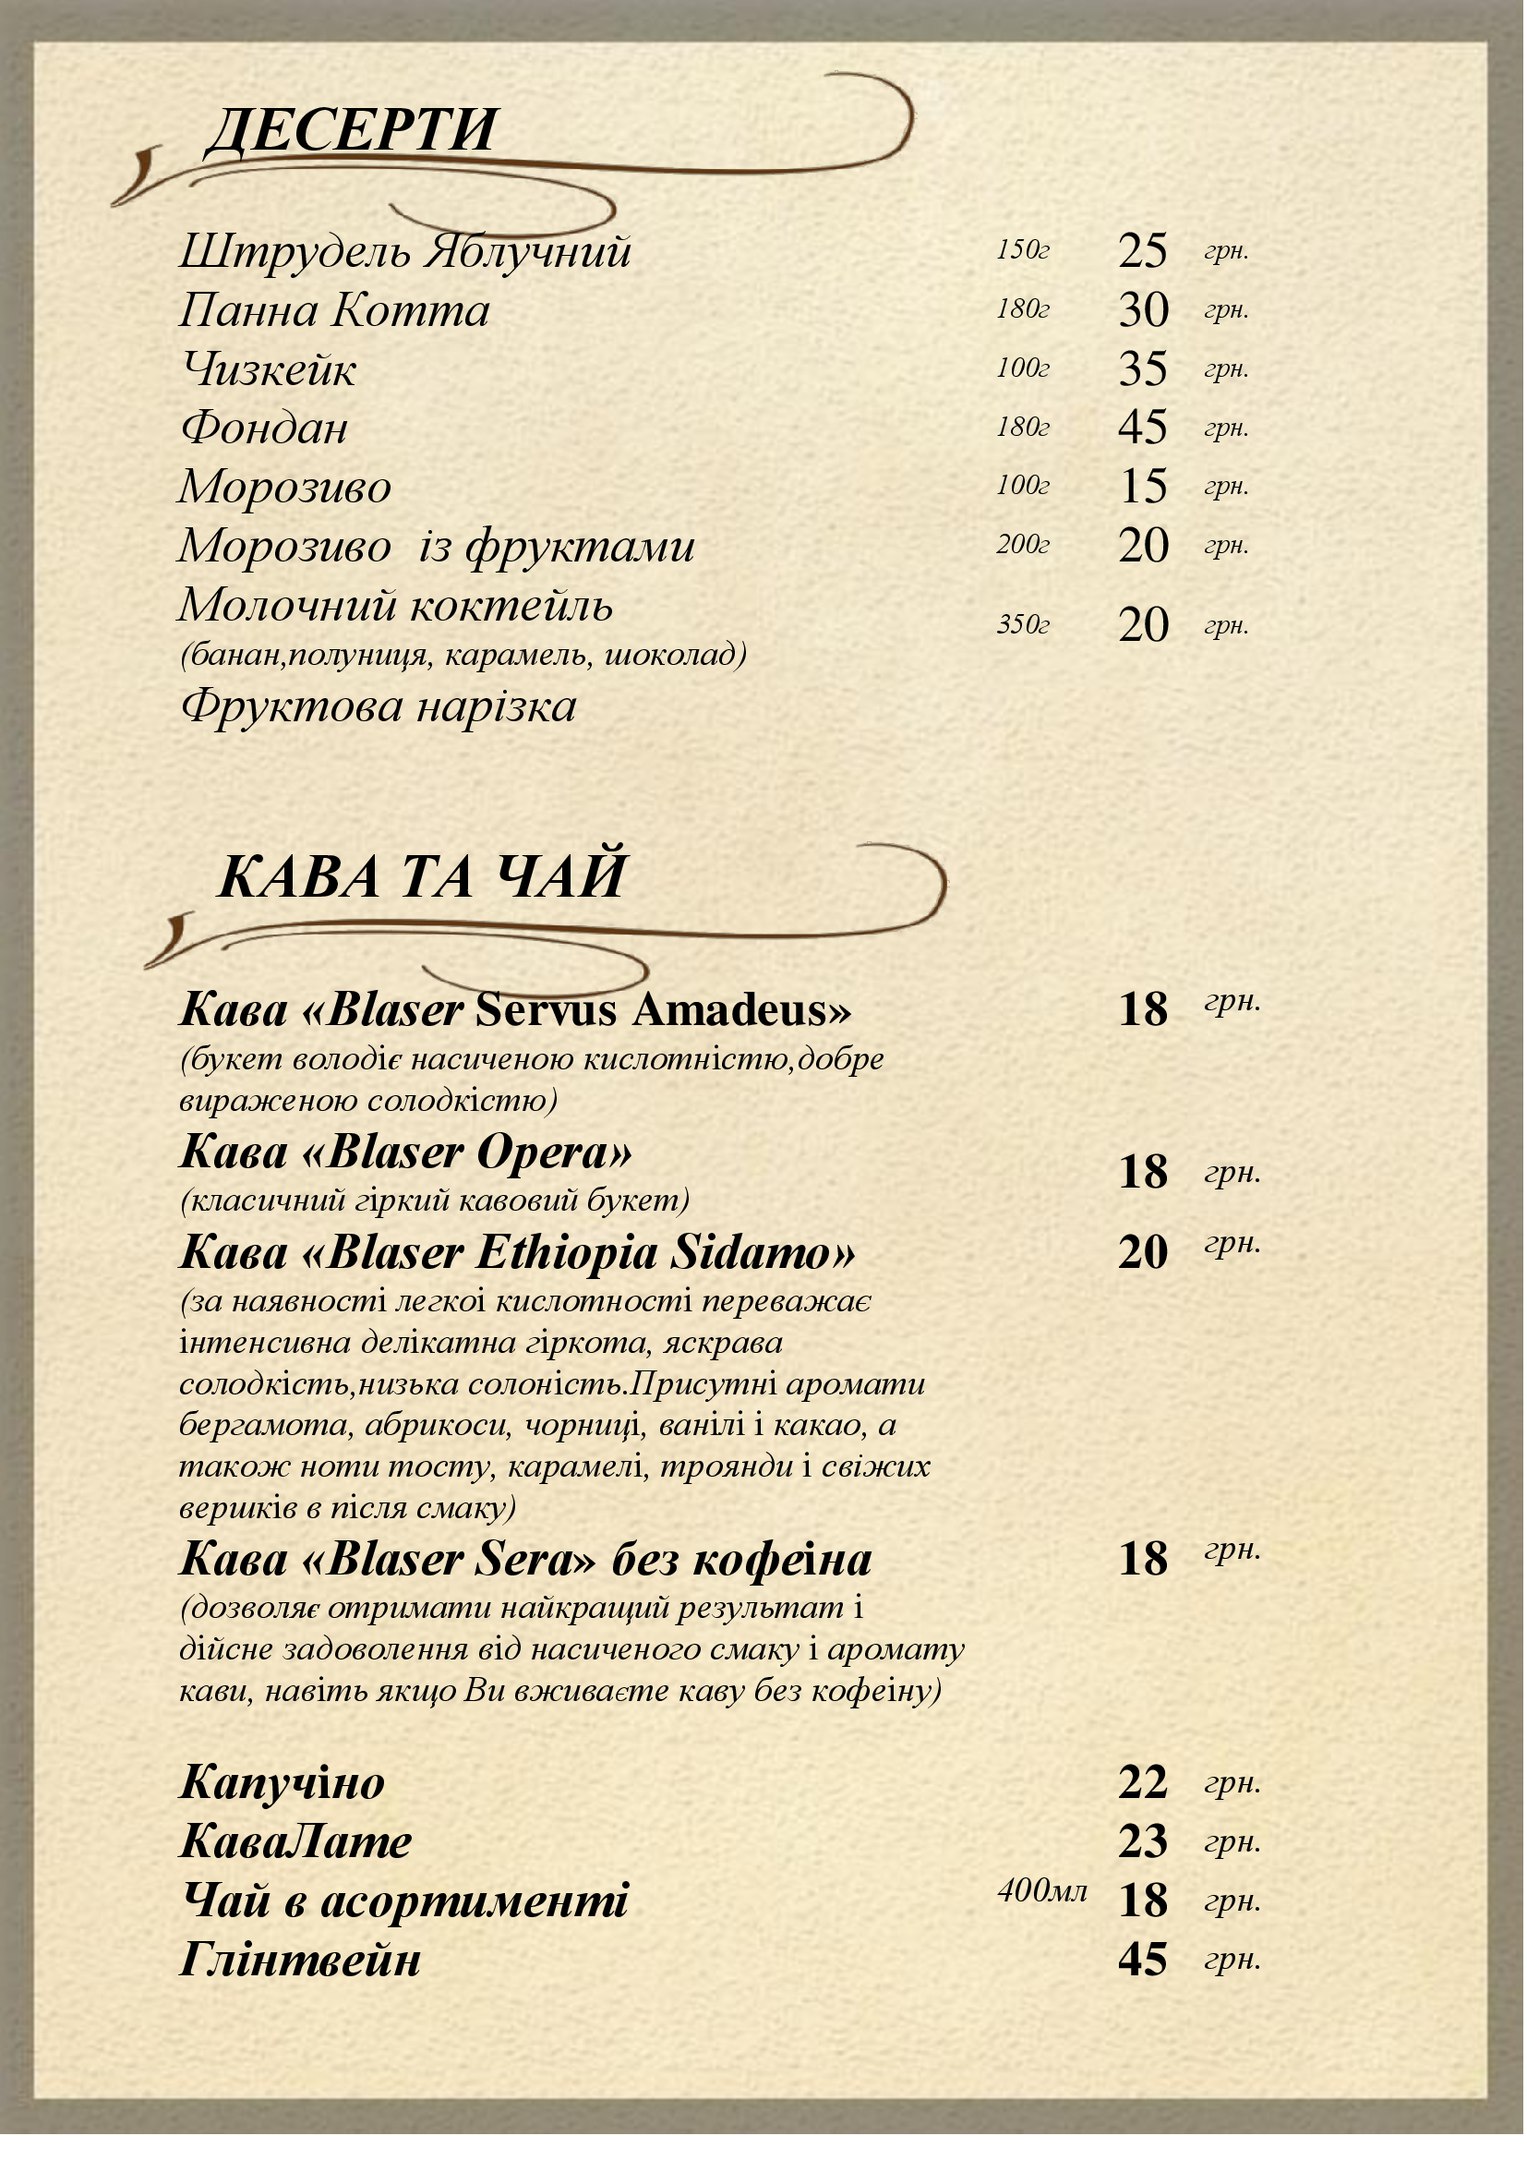 ДЕСЕРТИ
Штрудель Яблучний 150г 25 грн.
Панна Котта 180г 30 грн.
Чизкейк 100г 35 грн.
Фондан 180г 45 грн.
Морозиво 100г 15 грн.
Морозиво із фруктами 200г 20 грн.
Молочний коктейль 350г 20 грн.
(банан,полуниця, карамель, шоколад)
Фруктова нарізка
КАВА ТА ЧАЙ
Кава «Blaser Servus Amadeus» 18 грн.
(букет володіє насиченою кислотністю,добре
вираженою солодкістю)
Кава «Blaser Opera» 18 грн.
(класичний гіркий кавовий букет)
Кава «Blaser Ethiopia Sidamo» 20 грн.
(за наявності легкоі кислотності переважає
інтенсивна делікатна гіркота, яскрава
солодкість,низька солоність.Присутні аромати
бергамота, абрикоси, чорниці, ванілі і какао, а
також ноти тосту, карамелі, троянди і свіжих
вершків в після смаку)
Кава «Blaser Sera» без кофеіна 18 грн.
(дозволяє отримати найкращий результат і
дійсне задоволення від насиченого смаку і аромату
кави, навіть якщо Ви вживаєте каву без кофеіну)
Капучіно 22 грн.
КаваЛате 23 грн.
Чай в асортименті 400мл 18 грн.
Глінтвейн 45 грн.